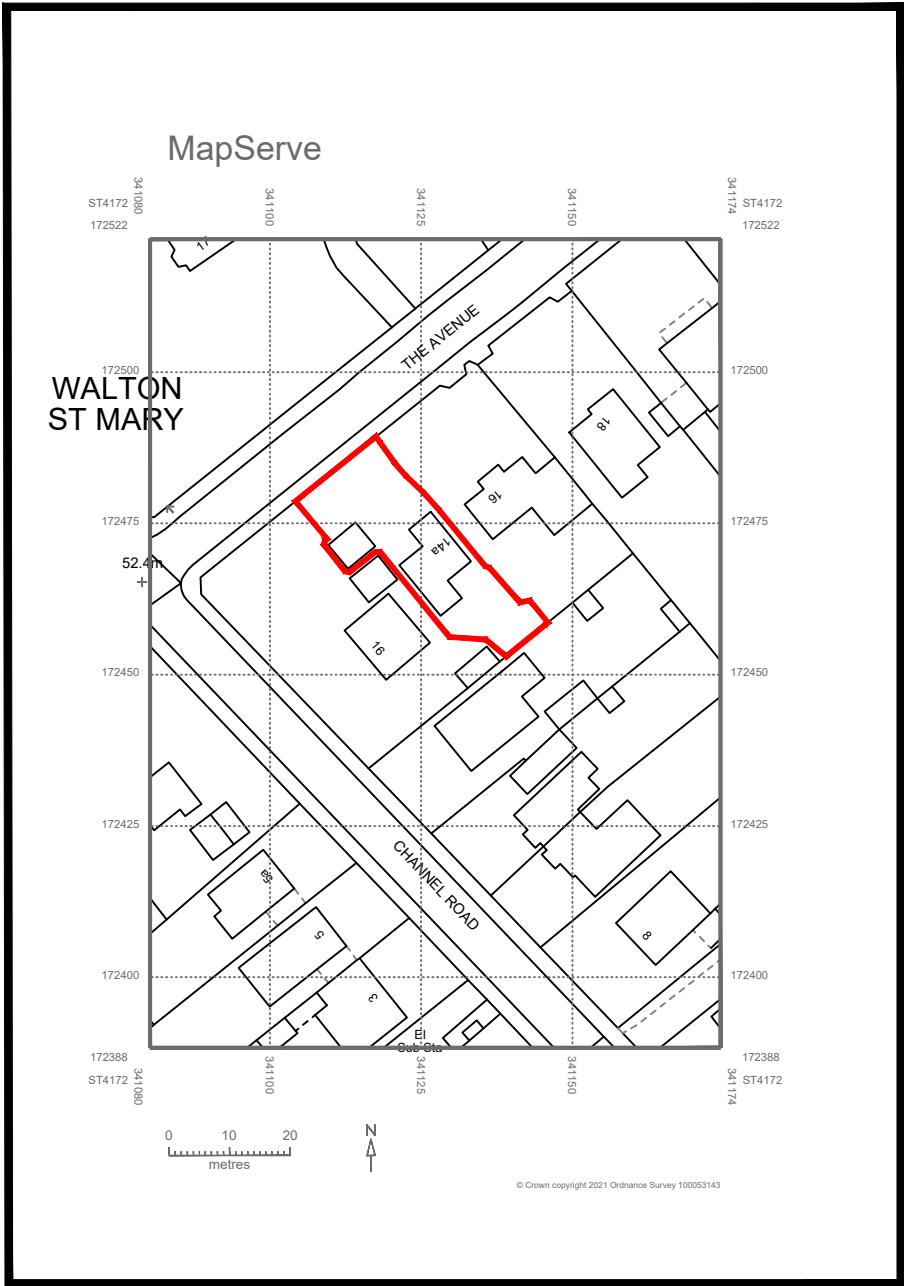 MapServe
341080
341100
341125
341150
341174
ST4172
ST4172
172522
172522
17
THE AVENUE
172500
172500
WALTON
ST MARY
18
16
172475
172475
14a
52.4m
16
172450
172450
172425
172425
CHANNEL ROAD
5a
5
8
172400
172400
3
El
Sub Sta
172388
172388
ST4172
ST4172
341080
341100
341125
341150
341174
0 10 20
metres
N
© Crown copyright 2021 Ordnance Survey 100053143